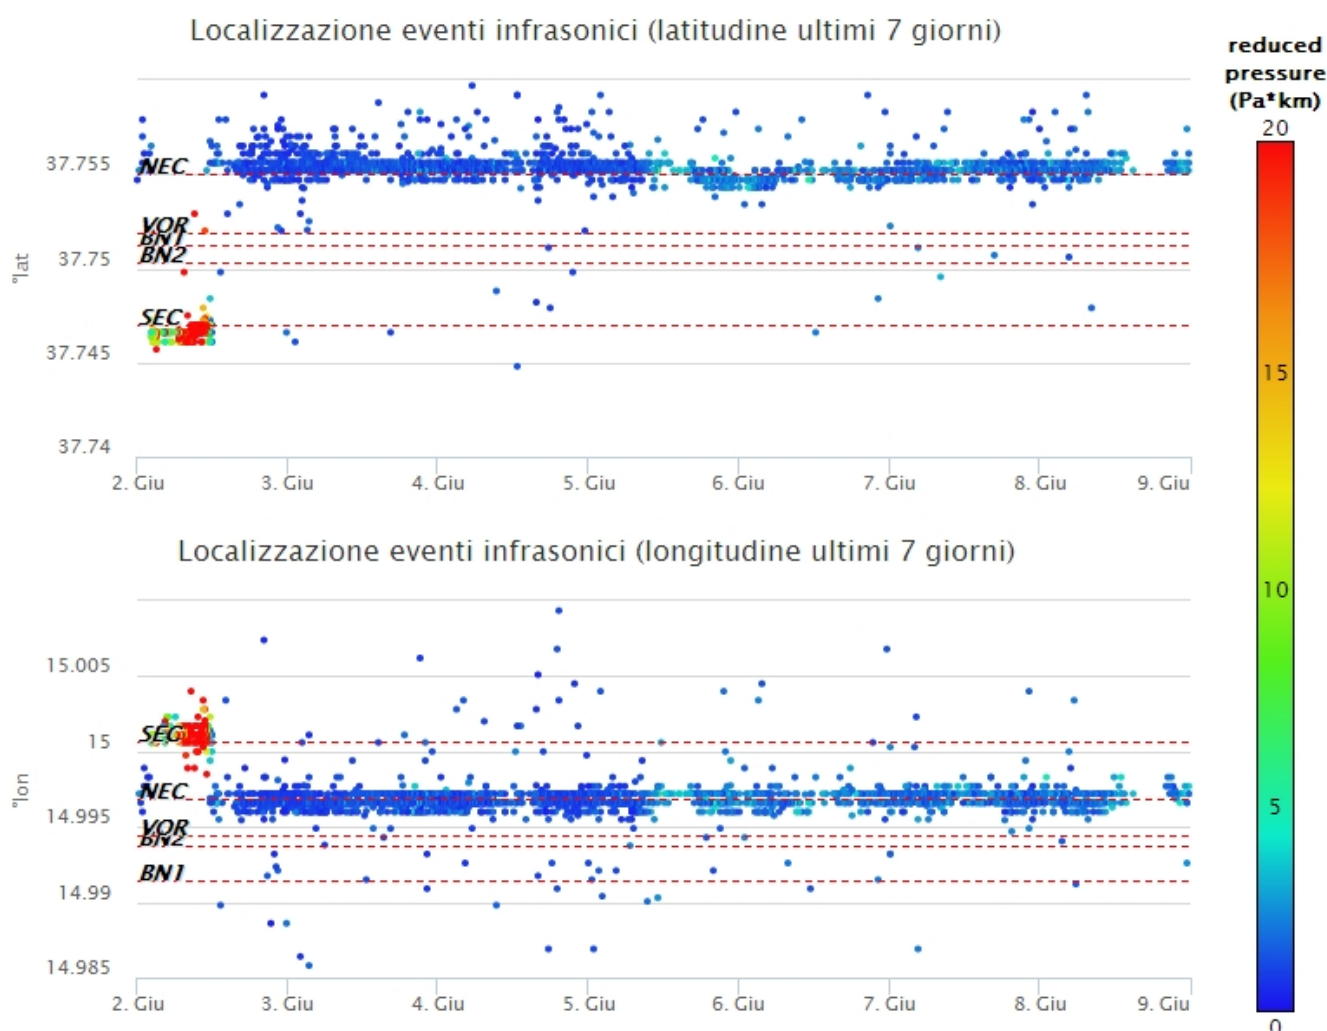 Localizzazione eventi infrasonici (latitudine ultimi 7 giorni)
reduced
pressure
(Pa*km)
20
15
10
5
0
37.755
37.75
37.745
37.74
°lat
NEC
VOR
BN1
BN2
SEC
2. Giu 3. Giu 4. Giu 5. Giu 6. Giu 7. Giu 8. Giu 9. Giu
Localizzazione eventi infrasonici (longitudine ultimi 7 giorni)
15.005
15
14.995
14.99
14.985
°lon
SEC
NEC
VOR
BN2
BN1
2. Giu 3. Giu 4. Giu 5. Giu 6. Giu 7. Giu 8. Giu 9. Giu